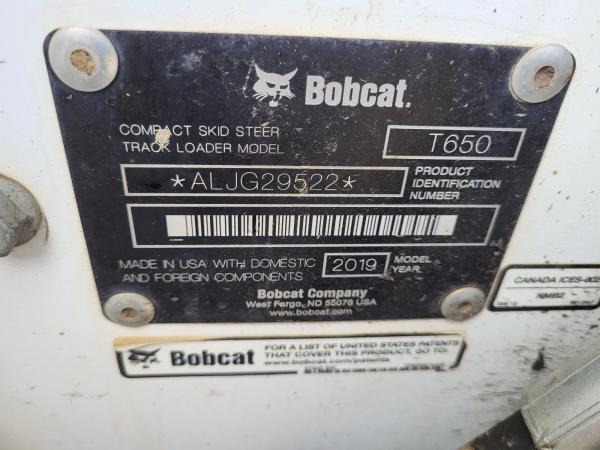 Bobcat.
COMPACT SKID STEER
TRACK LOADER MODEL
T650
*ALJG29522*
PRODUCT
IDENTIFICATION
NUMBER
MADE IN USA WITH DOMESTIC
AND FOREIGN COMPONENTS
2019
MODEL
YEAR
Bobcat Company
West Fargo, ND 58078 USA
www.bobcat.com
CANADA ICES-002
NMB2
Bobcat
FOR A LIST OF UNITED STATES PATENTS
THAT COVER THIS PRODUCT, GO TO:
www.bobcat.com/patents